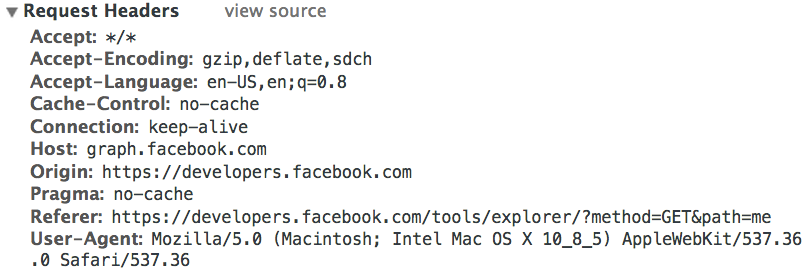 ▼ Request Headers view source
Accept: */*
Accept-Encoding: gzip,deflate,sdch
Accept-Language: en-US,en;q=0.8
Cache-Control: no-cache
Connection: keep-alive
Host: graph.facebook.com
Origin: https://developers.facebook.com
Pragma: no-cache
Referer: https://developers.facebook.com/tools/explorer/?method=GET&path=me
User-Agent: Mozilla/5.0 (Macintosh; Intel Mac OS X 10_8_5) AppleWebKit/537.36
.0 Safari/537.36